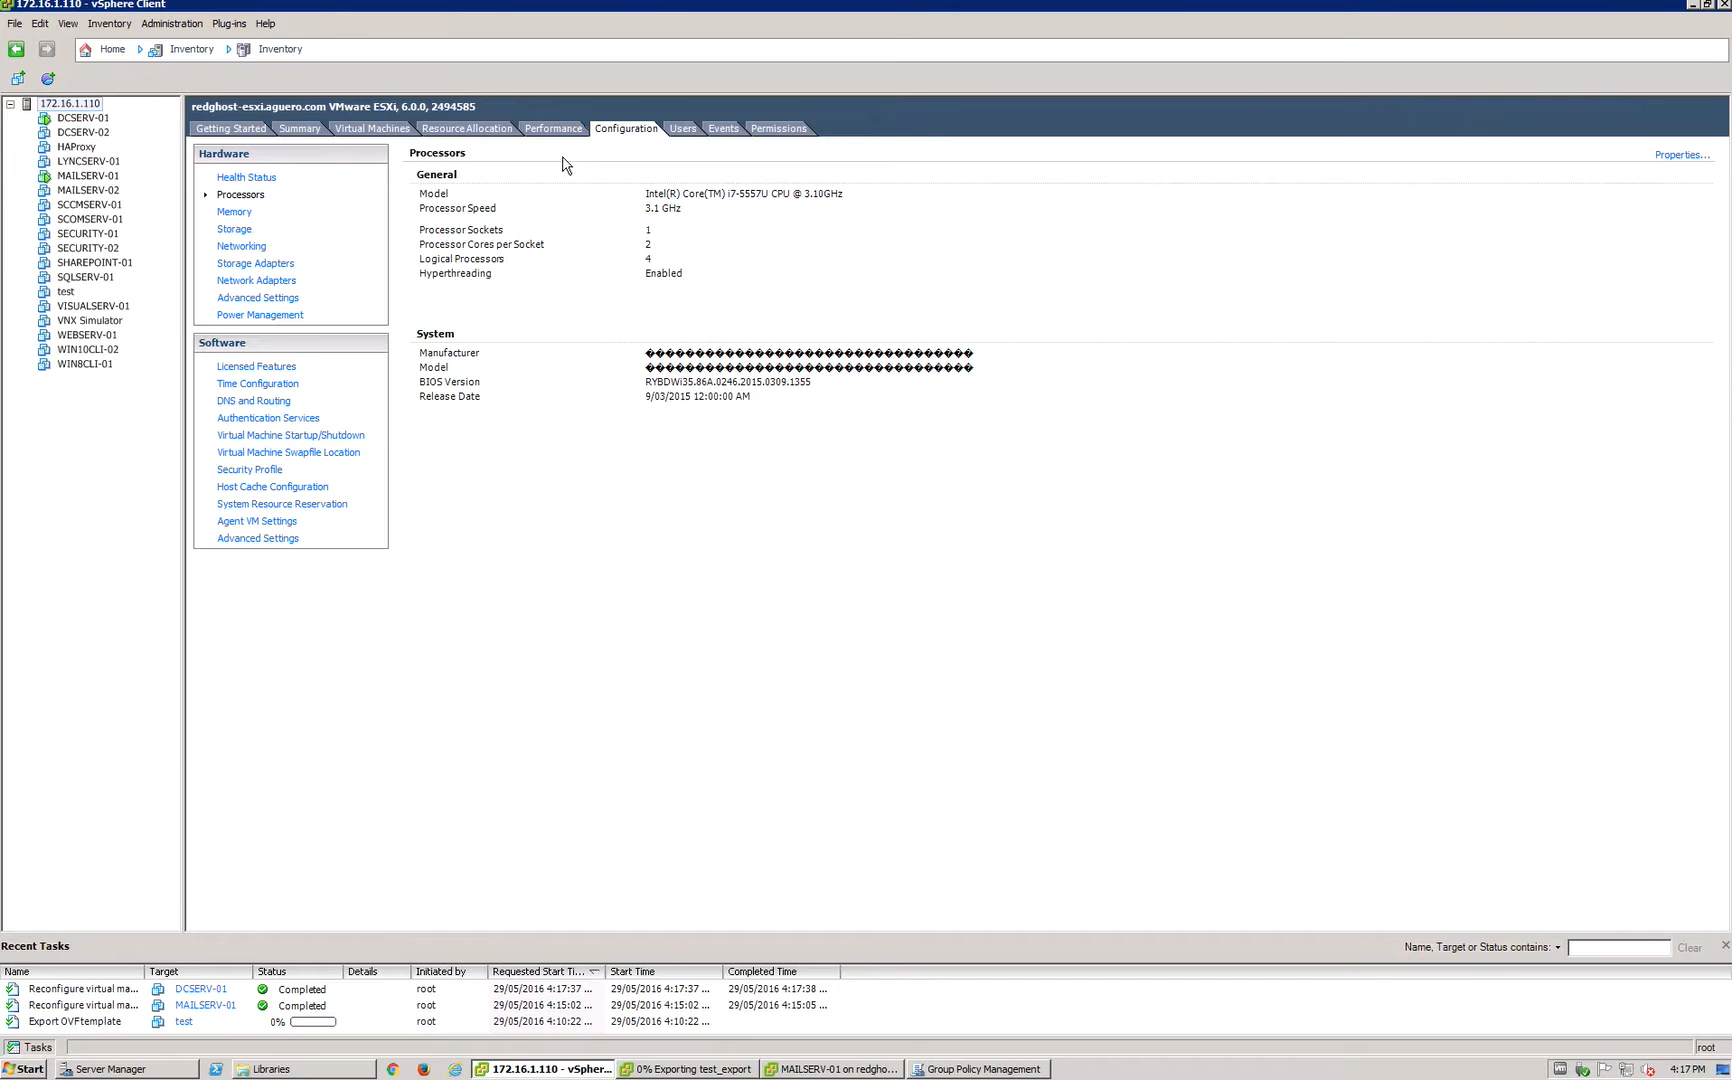 172.16.1.110 - vSphere Client
File Edit View Inventory Administration Plug-ins Help
Home Inventory Inventory
172.16.1.110
DCSERV-01
DCSERV-02
HAProxy
LYNCSERV-01
MAILSERV-01
MAILSERV-02
SCCMSERV-01
SCOMSERV-01
SECURITY-01
SECURITY-02
SHAREPOINT-01
SQLSERV-01
test
VISUALSERV-01
VNX Simulator
WEBSERV-01
WIN10CLI-02
WIN8CLI-01
redghost-esxi.aguero.com VMware ESXi, 6.0.0, 2494585
Getting Started Summary Virtual Machines Resource Allocation Performance Configuration Users Events Permissions
Hardware
Health Status
Processors
Memory
Storage
Networking
Storage Adapters
Network Adapters
Advanced Settings
Power Management
Software
Licensed Features
Time Configuration
DNS and Routing
Authentication Services
Virtual Machine Startup/Shutdown
Virtual Machine Swapfile Location
Security Profile
Host Cache Configuration
System Resource Reservation
Agent VM Settings
Advanced Settings
Processors Properties...
General
Model Intel(R) Core(TM) i7-5557U CPU @ 3.10GHz
Processor Speed 3.1 GHz
Processor Sockets 1
Processor Cores per Socket 2
Logical Processors 4
Hyperthreading Enabled
System
Manufacturer ���������������������������������
Model ���������������������������������
BIOS Version RYBDWi35.86A.0246.2015.0309.1355
Release Date 9/03/2015 12:00:00 AM
Recent Tasks Name, Target or Status contains: Clear
Name Target Status Details Initiated by Requested Start Ti... Start Time Completed Time
Reconfigure virtual ma... DCSERV-01 Completed root 29/05/2016 4:17:37 ... 29/05/2016 4:17:37 ... 29/05/2016 4:17:38 ...
Reconfigure virtual ma... MAILSERV-01 Completed root 29/05/2016 4:15:02 ... 29/05/2016 4:15:02 ... 29/05/2016 4:15:05 ...
Export OVF template test 0% root 29/05/2016 4:10:22 ... 29/05/2016 4:10:22 ...
Tasks root
Start Server Manager Libraries 172.16.1.110 - vSpher... 0% Exporting test_export MAILSERV-01 on redgho... Group Policy Management 4:17 PM